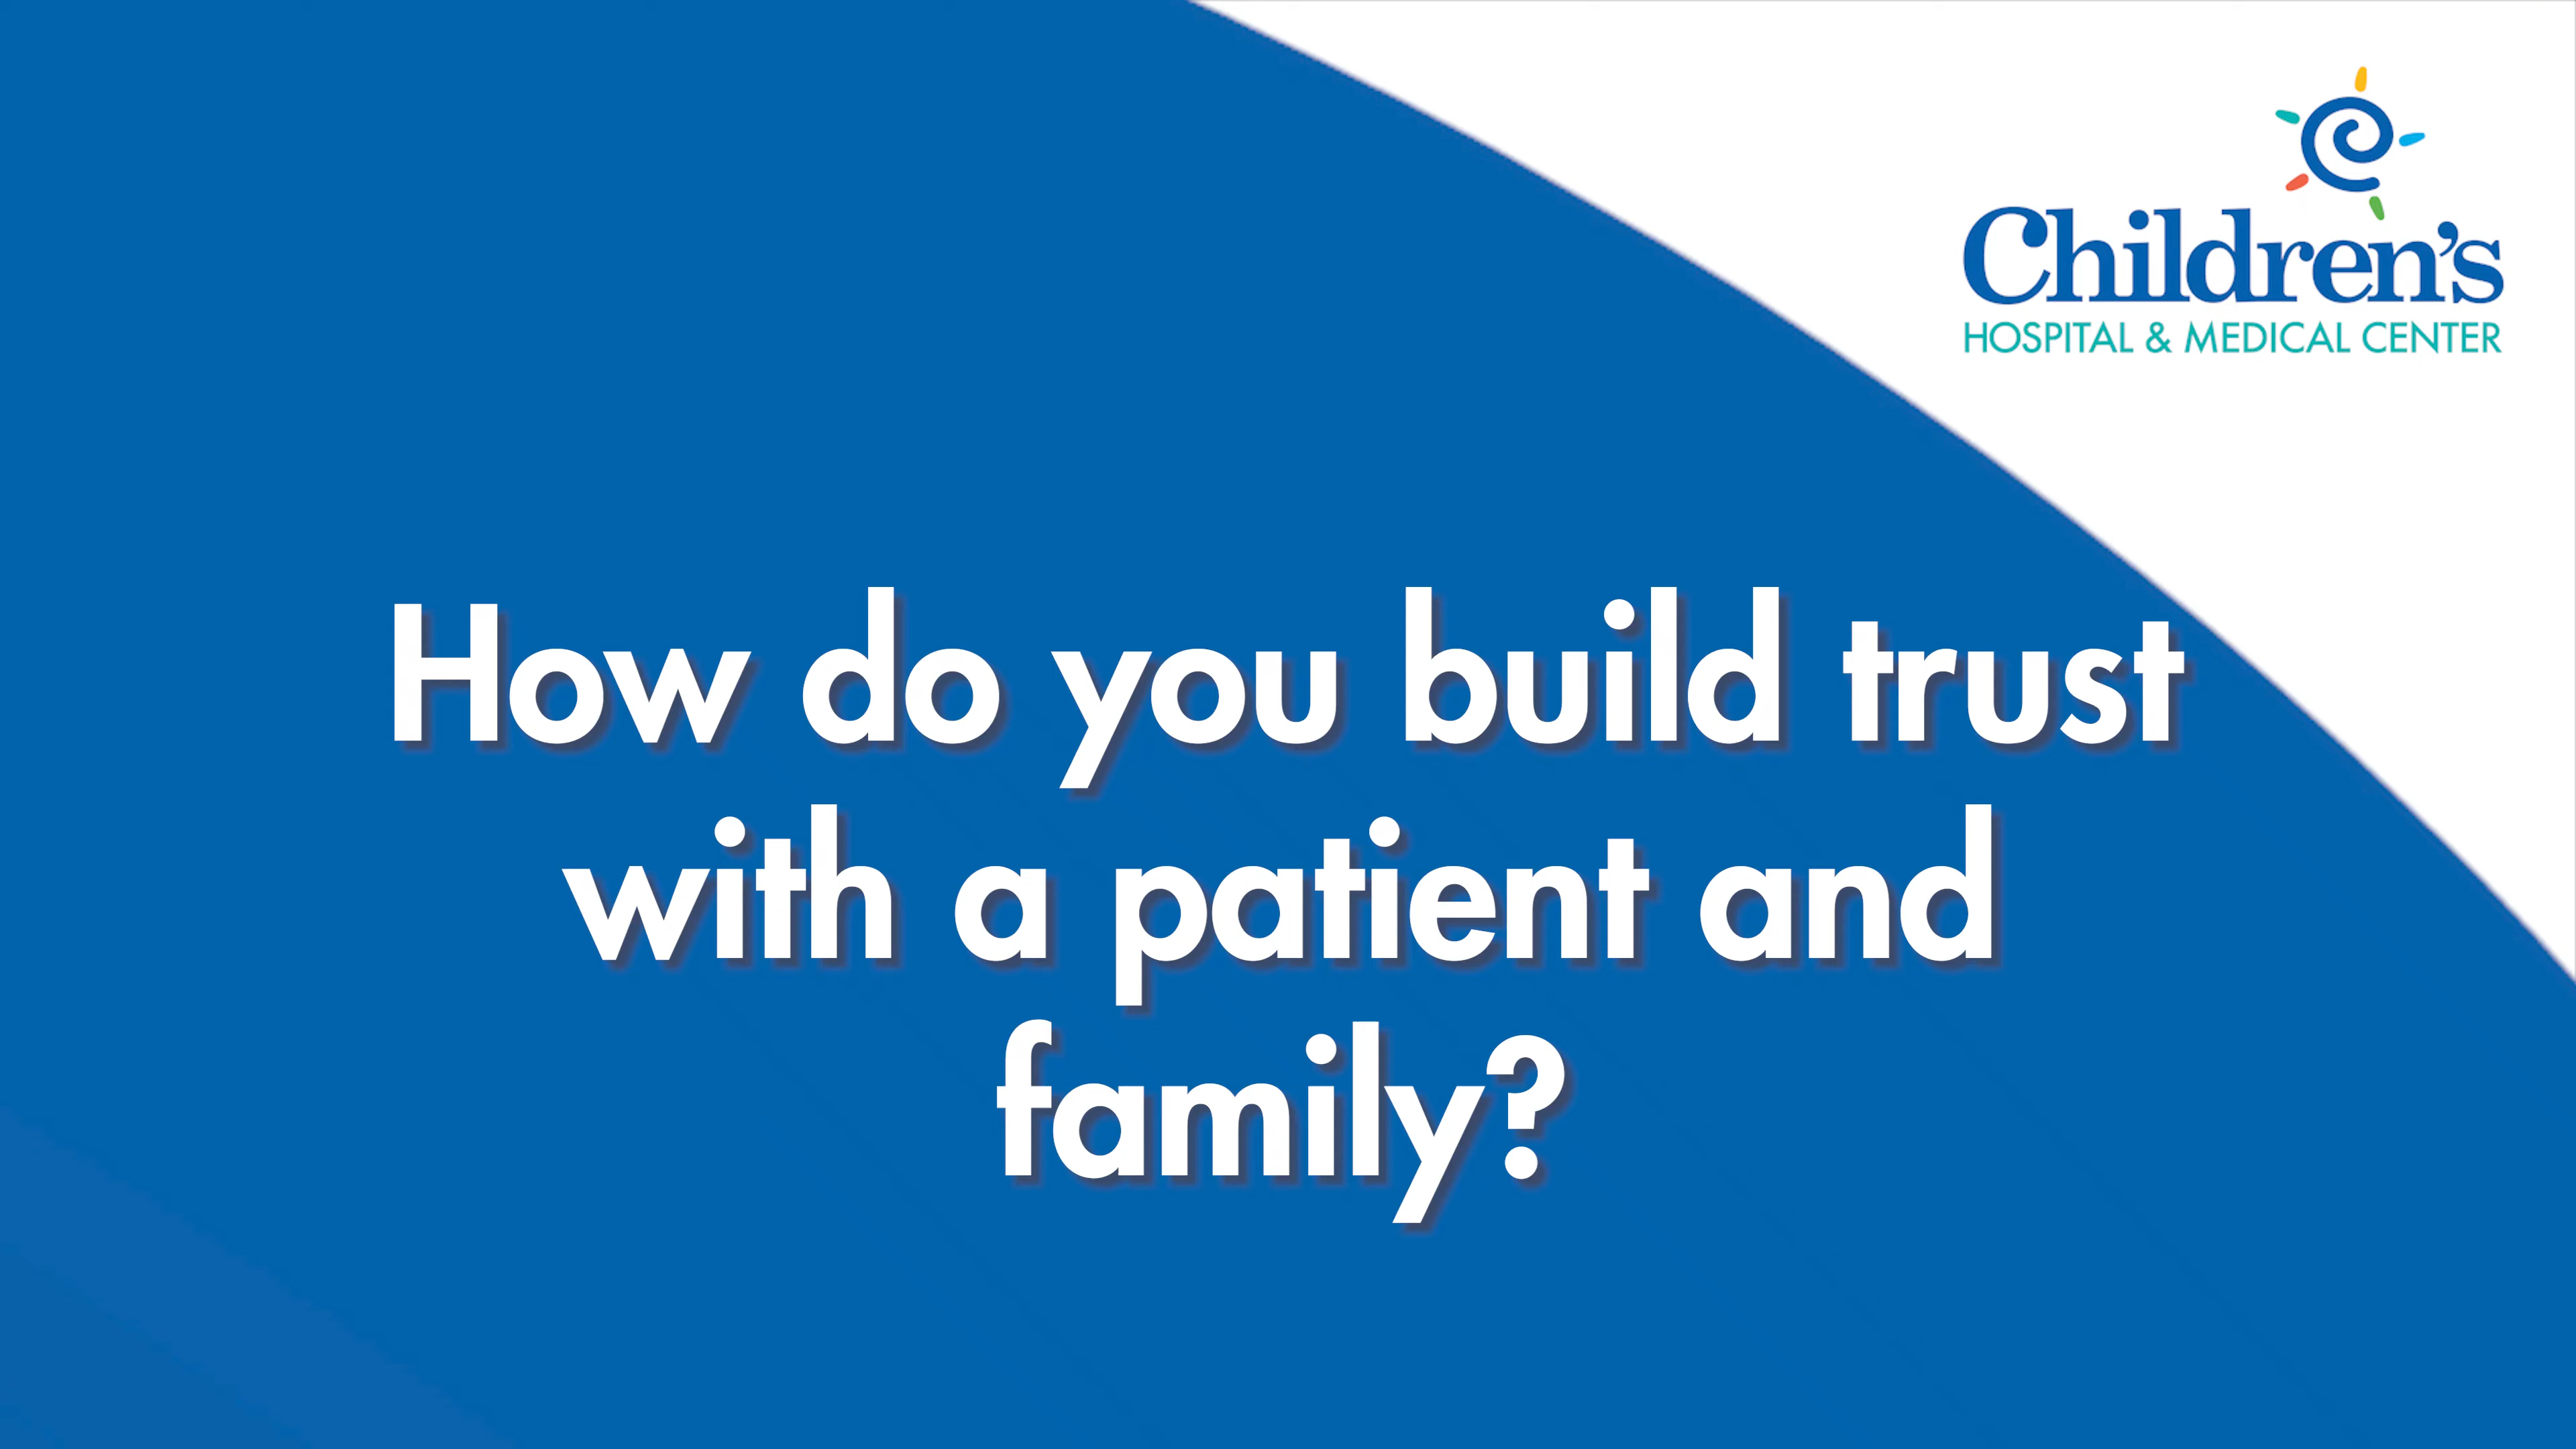 Children's
HOSPITAL & MEDICAL CENTER
How do you build trust
with a patient and
family?